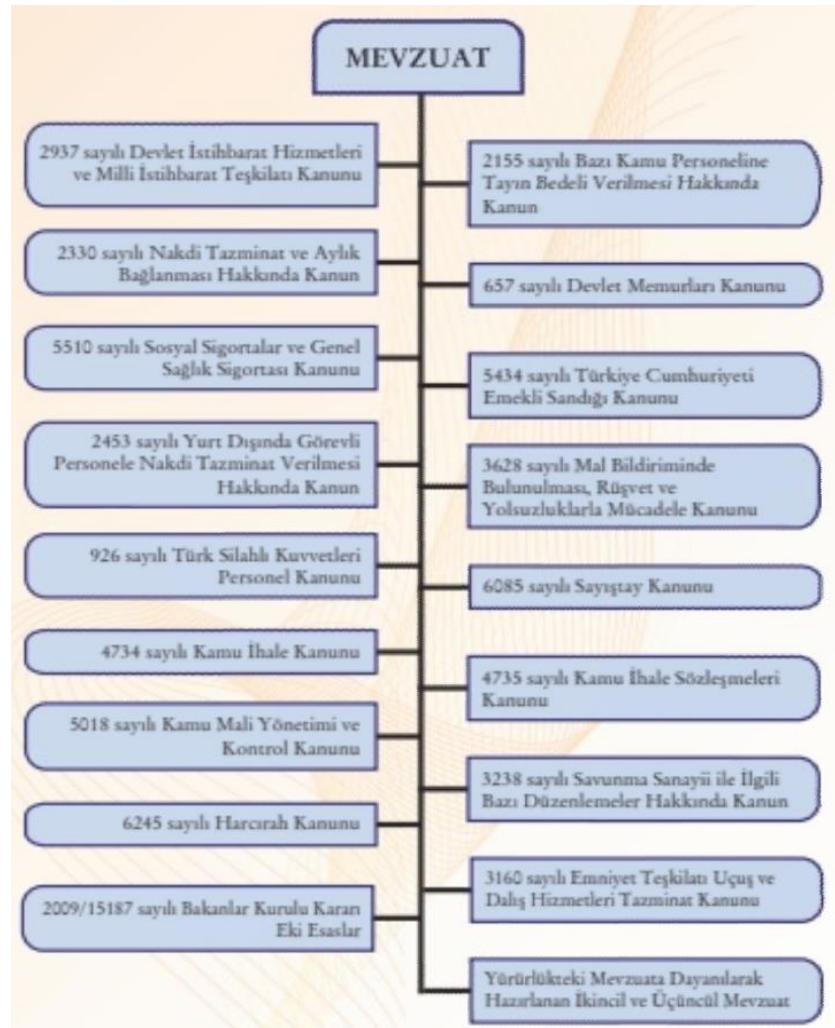 MEVZUAT
2937 sayılı Devlet İstihbarat Hizmetleri
ve Milli İstihbarat Teşkilatı Kanunu
2330 sayılı Nakdi Tazminat ve Aylık
Bağlanması Hakkında Kanun
5510 sayılı Sosyal Sigortalar ve Genel
Sağlık Sigortası Kanunu
2453 sayılı Yurt Dışında Görevli
Personele Nakdi Tazminat Verilmesi
Hakkında Kanun
926 sayılı Türk Silahlı Kuvvetleri
Personel Kanunu
4734 sayılı Kamu İhale Kanunu
5018 sayılı Kamu Mali Yönetimi ve
Kontrol Kanunu
6245 sayılı Harcırah Kanunu
2009/15187 sayılı Bakanlar Kurulu Kararı
Eki Esaslar
2155 sayılı Bazı Kamu Personeline
Tayın Bedeli Verilmesi Hakkında
Kanun
657 sayılı Devlet Memurları Kanunu
5434 sayılı Türkiye Cumhuriyeti
Emekli Sandığı Kanunu
3628 sayılı Mal Bildiriminde
Bulunulması, Rüşvet ve
Yolsuzluklarla Mücadele Kanunu
6085 sayılı Sayıştay Kanunu
4735 sayılı Kamu İhale Sözleşmeleri
Kanunu
3238 sayılı Savunma Sanayii ile İlgili
Bazı Düzenlemeler Hakkında Kanun
3160 sayılı Emniyet Teşkilatı Uçuş ve
Dalış Hizmetleri Tazminat Kanunu
Yürürlükteki Mevzuata Dayanılarak
Hazırlanan İkincil ve Üçüncül Mevzuat